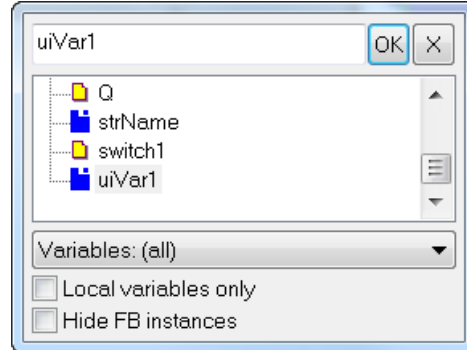 uiVar1 OK X
Q
strName
switch1
uiVar1
Variables: (all)
Local variables only
Hide FB instances